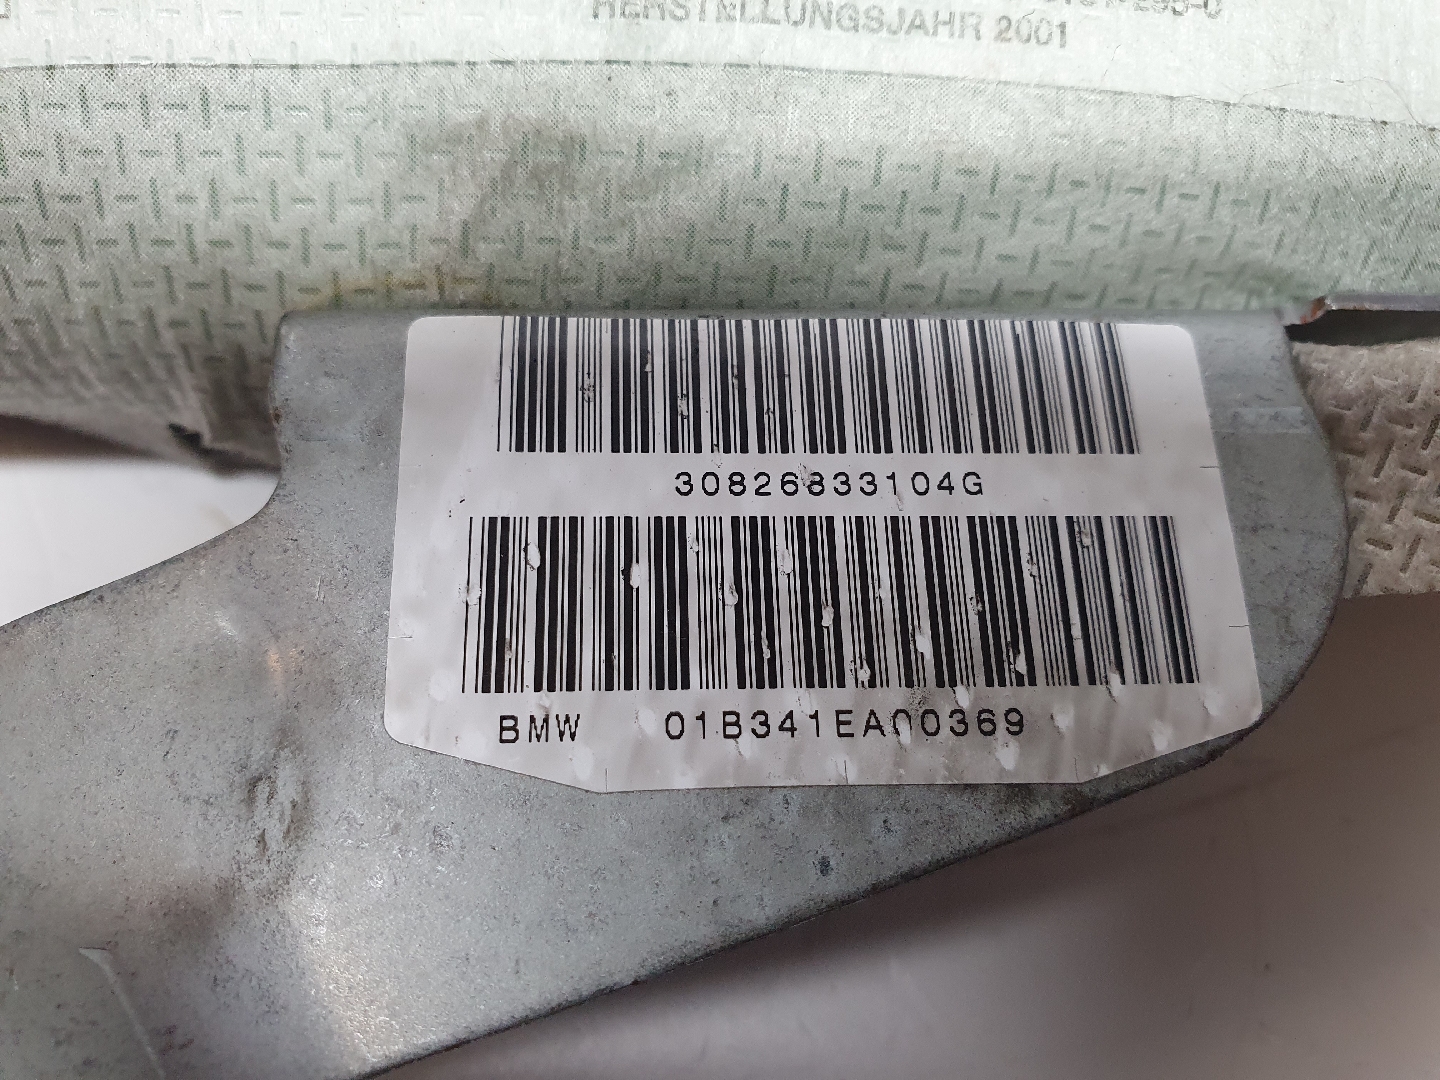 HERSTELLUNGSJAHR 2001
30826833104G
BMW 01B341EA00369